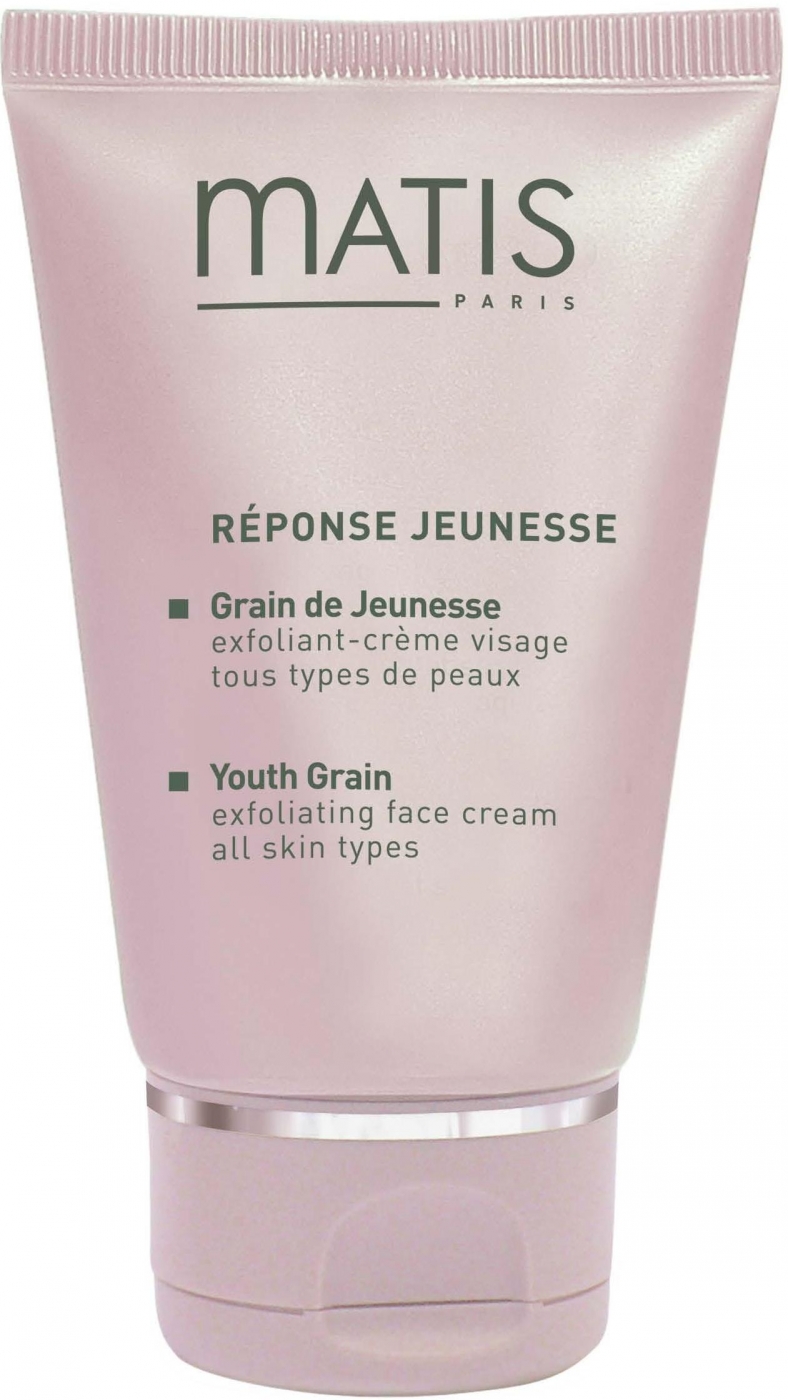 MATIS
PARIS
RÉPONSE JEUNESSE
Grain de Jeunesse
exfoliant-crème visage
tous types de peaux
Youth Grain
exfoliating face cream
all skin types